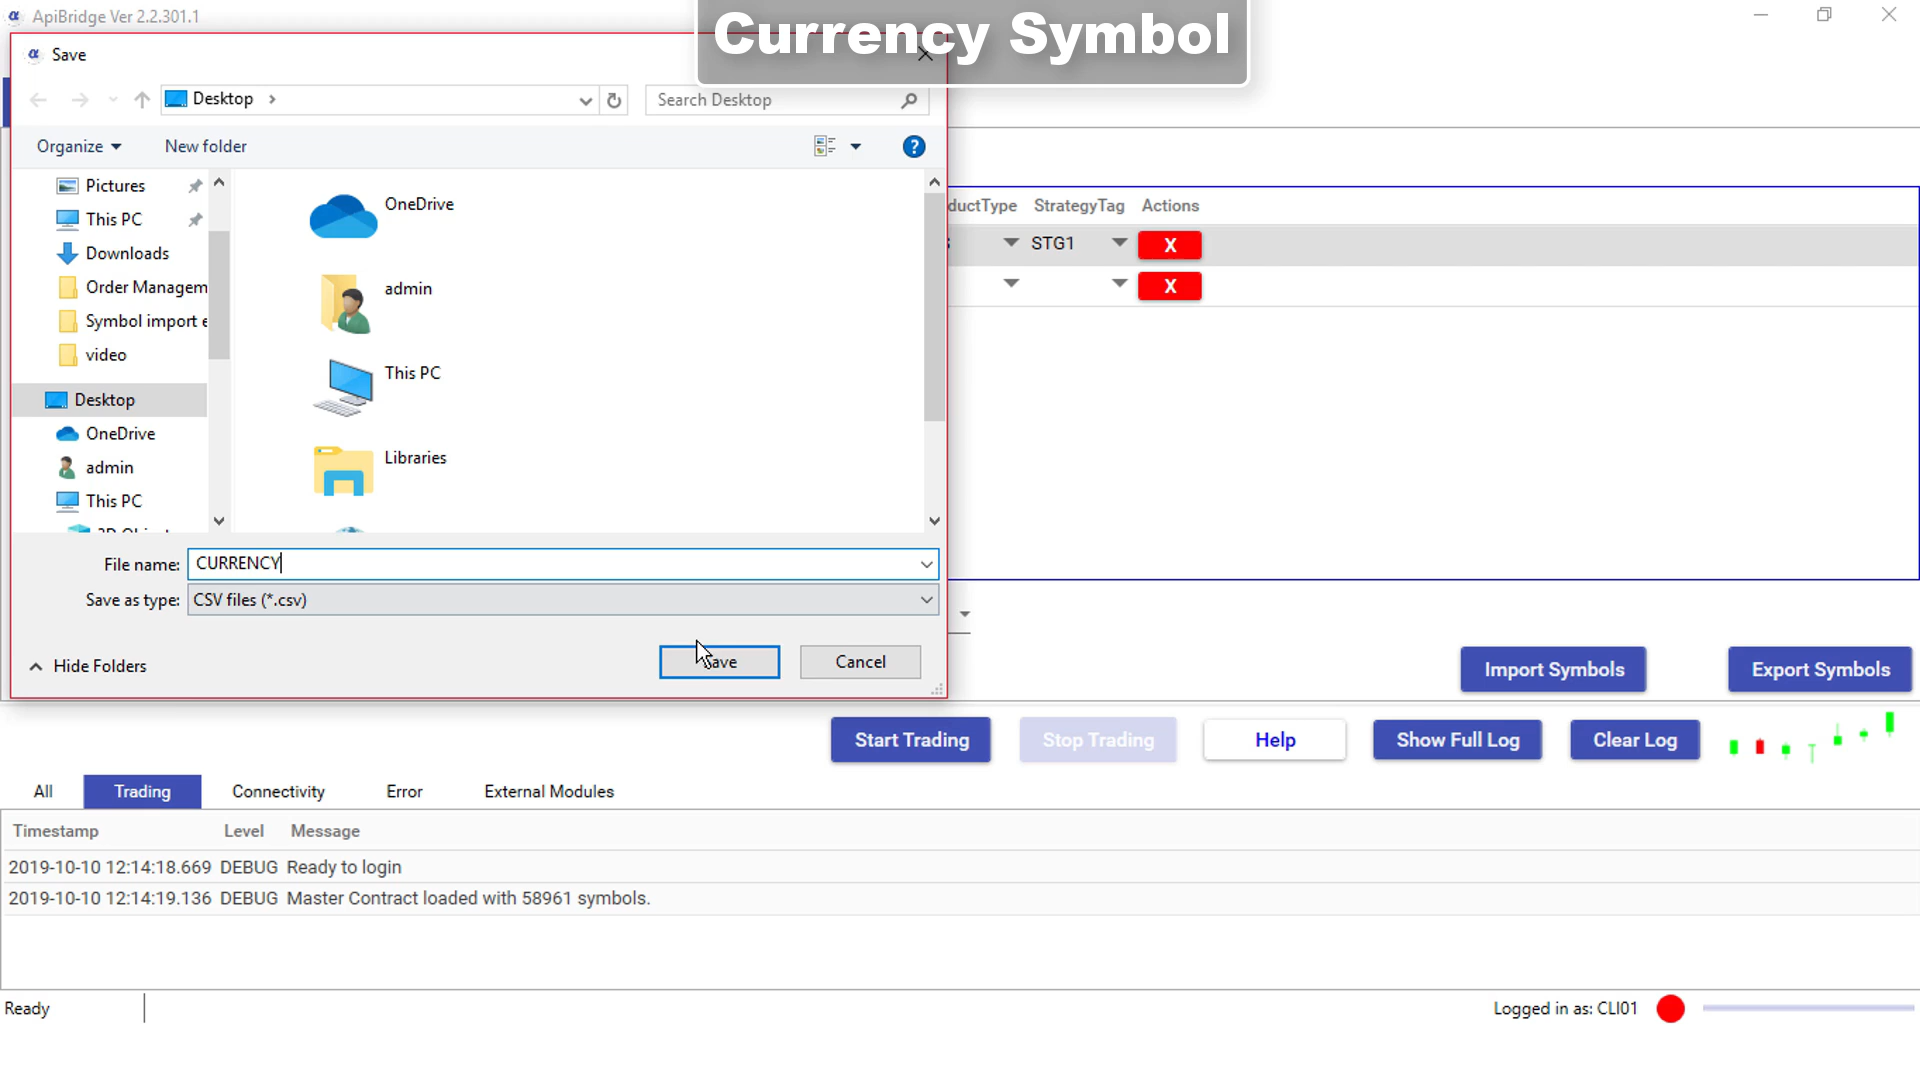 ApiBridge Ver 2.2.301.1
Currency Symbol
Save
Desktop
Search Desktop
Organize
New folder
Pictures
This PC
Downloads
Order Managem
Symbol import e
video
Desktop
OneDrive
admin
This PC
OneDrive
admin
This PC
Libraries
ductType StrategyTag Actions
STG1 X
X
File name: CURRENCY
Save as type: CSV files (*.csv)
Hide Folders
ave
Cancel
Import Symbols
Export Symbols
Start Trading
Stop Trading
Help
Show Full Log
Clear Log
All Trading Connectivity Error External Modules
Timestamp Level Message
2019-10-10 12:14:18.669 DEBUG Ready to login
2019-10-10 12:14:19.136 DEBUG Master Contract loaded with 58961 symbols.
Ready
Logged in as: CLI01